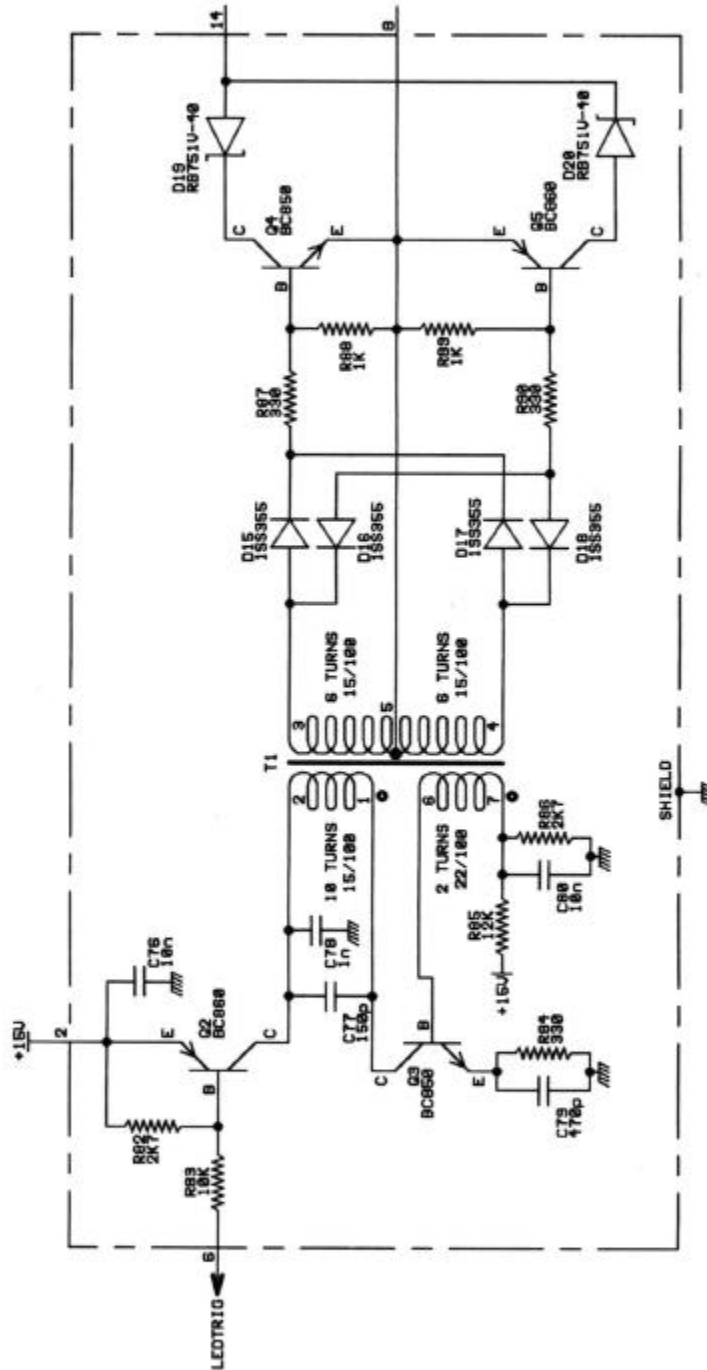 14
8
D19
RB751V-40
D20
RB751V-40
C
Q4
BC850
E
B
E
Q5
BC860
C
B
R88
1K
R89
1K
R87
330
R90
330
D15
1SS355
D16
1SS355
D17
1SS355
D18
1SS355
6 TURNS
15/100
6 TURNS
15/100
3
5
4
T1
2
1
6
7
10 TURNS
15/100
2 TURNS
22/100
SHIELD
R86
2K7
C80
10n
R85
12K
+15V
C78
1n
C77
150p
C76
10n
+15V
2
E
Q2
BC860
C
B
R82
2K7
R83
10K
C
B
Q3
BC850
E
R84
330
C79
470p
6
LEDTRIG